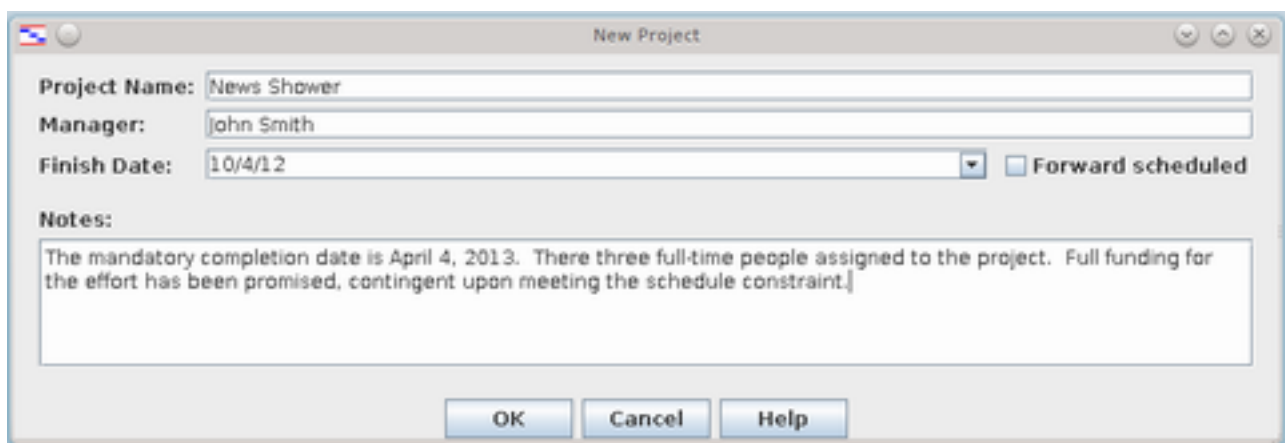 New Project
Project Name: News Shower
Manager: John Smith
Finish Date: 10/4/12 Forward scheduled
Notes:
The mandatory completion date is April 4, 2013.  There three full-time people assigned to the project.  Full funding for
the effort has been promised, contingent upon meeting the schedule constraint.
OK Cancel Help